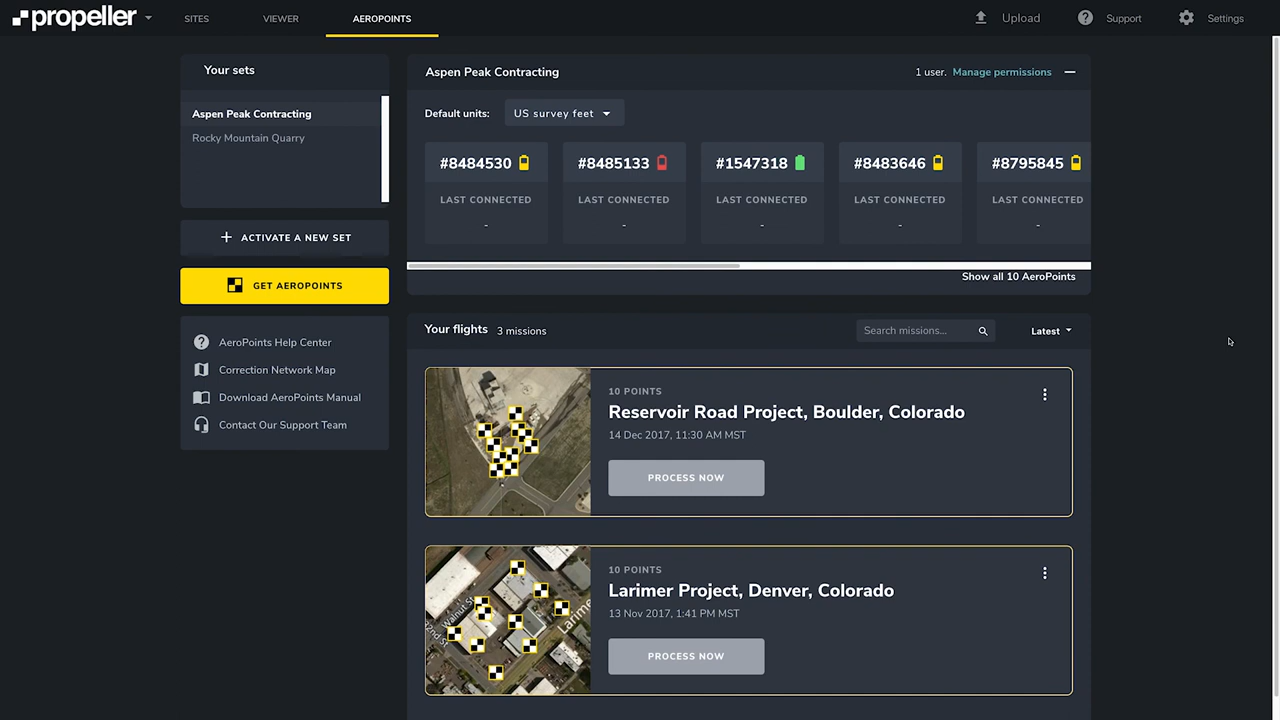 propeller
SITES
VIEWER
AEROPOINTS
Upload
Support
Settings
Your sets
Aspen Peak Contracting
Rocky Mountain Quarry
ACTIVATE A NEW SET
GET AEROPOINTS
AeroPoints Help Center
Correction Network Map
Download AeroPoints Manual
Contact Our Support Team
Aspen Peak Contracting
1 user. Manage permissions
Default units: US survey feet
#8484530
LAST CONNECTED
-
#8485133
LAST CONNECTED
-
#1547318
LAST CONNECTED
-
#8483646
LAST CONNECTED
-
#8795845
LAST CONNECTED
-
Show all 10 AeroPoints
Your flights 3 missions
Search missions...
Latest
10 POINTS
Reservoir Road Project, Boulder, Colorado
14 Dec 2017, 11:30 AM MST
PROCESS NOW
Walnut St
Larime
10 POINTS
Larimer Project, Denver, Colorado
13 Nov 2017, 1:41 PM MST
PROCESS NOW